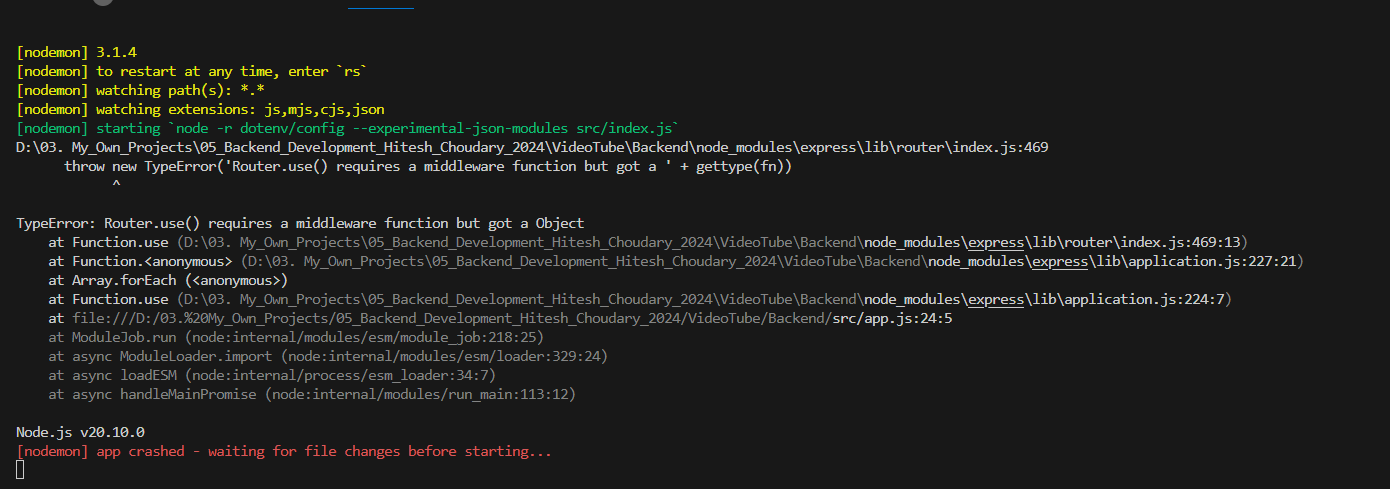 [nodemon] 3.1.4
[nodemon] to restart at any time, enter `rs`
[nodemon] watching path(s): *.*
[nodemon] watching extensions: js,mjs,cjs,json
[nodemon] starting `node -r dotenv/config --experimental-json-modules src/index.js`
D:\03. My_Own_Projects\05_Backend_Development_Hitesh_Choudary_2024\VideoTube\Backend\node_modules\express\lib\router\index.js:469
      throw new TypeError('Router.use() requires a middleware function but got a ' + gettype(fn))
            ^
TypeError: Router.use() requires a middleware function but got a Object
    at Function.use (D:\03. My_Own_Projects\05_Backend_Development_Hitesh_Choudary_2024\VideoTube\Backend\node_modules\express\lib\router\index.js:469:13)
    at Function.<anonymous> (D:\03. My_Own_Projects\05_Backend_Development_Hitesh_Choudary_2024\VideoTube\Backend\node_modules\express\lib\application.js:227:21)
    at Array.forEach (<anonymous>)
    at Function.use (D:\03. My_Own_Projects\05_Backend_Development_Hitesh_Choudary_2024\VideoTube\Backend\node_modules\express\lib\application.js:224:7)
    at file:///D:/03.%20My_Own_Projects/05_Backend_Development_Hitesh_Choudary_2024/VideoTube/Backend/src/app.js:24:5
    at ModuleJob.run (node:internal/modules/esm/module_job:218:25)
    at async ModuleLoader.import (node:internal/modules/esm/loader:329:24)
    at async loadESM (node:internal/process/esm_loader:34:7)
    at async handleMainPromise (node:internal/modules/run_main:113:12)
Node.js v20.10.0
[nodemon] app crashed - waiting for file changes before starting...